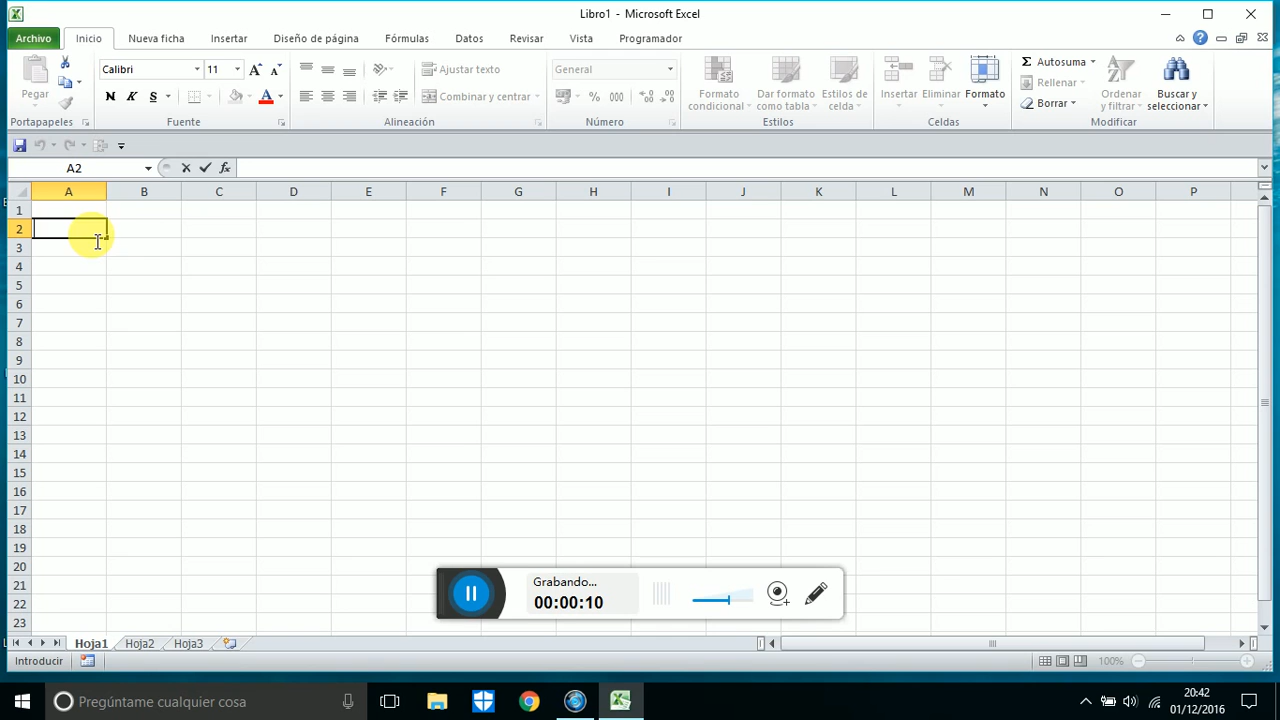 Libro1 - Microsoft Excel
Archivo Inicio Nueva ficha Insertar Diseño de página Fórmulas Datos Revisar Vista Programador
Pegar
Portapapeles
Calibri 11
N K S
Fuente
Ajustar texto
Combinar y centrar
Alineación
General
% 000
Número
Formato condicional
Dar formato como tabla
Estilos de celda
Estilos
Insertar Eliminar Formato
Celdas
Autosuma
Rellenar
Borrar
Ordenar y filtrar
Buscar y seleccionar
Modificar
A2 fx
A B C D E F G H I J K L M N O P
1
2
3
4
5
6
7
8
9
10
11
12
13
14
15
16
17
18
19
20
21
22
23
Grabando...
00:00:10
Hoja1 Hoja2 Hoja3
Introducir 100%
Pregúntame cualquier cosa
20:42
01/12/2016